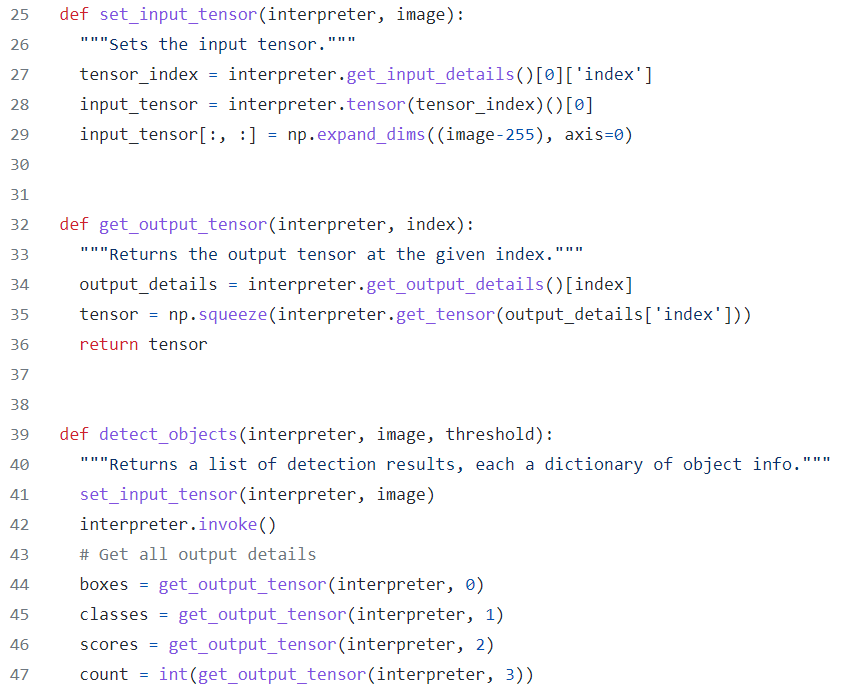 25 def set_input_tensor(interpreter, image):
26   """Sets the input tensor."""
27   tensor_index = interpreter.get_input_details()[0]['index']
28   input_tensor = interpreter.tensor(tensor_index)()[0]
29   input_tensor[:, :] = np.expand_dims((image-255), axis=0)
30
31
32 def get_output_tensor(interpreter, index):
33   """Returns the output tensor at the given index."""
34   output_details = interpreter.get_output_details()[index]
35   tensor = np.squeeze(interpreter.get_tensor(output_details['index']))
36   return tensor
37
38
39 def detect_objects(interpreter, image, threshold):
40   """Returns a list of detection results, each a dictionary of object info."""
41   set_input_tensor(interpreter, image)
42   interpreter.invoke()
43   # Get all output details
44   boxes = get_output_tensor(interpreter, 0)
45   classes = get_output_tensor(interpreter, 1)
46   scores = get_output_tensor(interpreter, 2)
47   count = int(get_output_tensor(interpreter, 3))